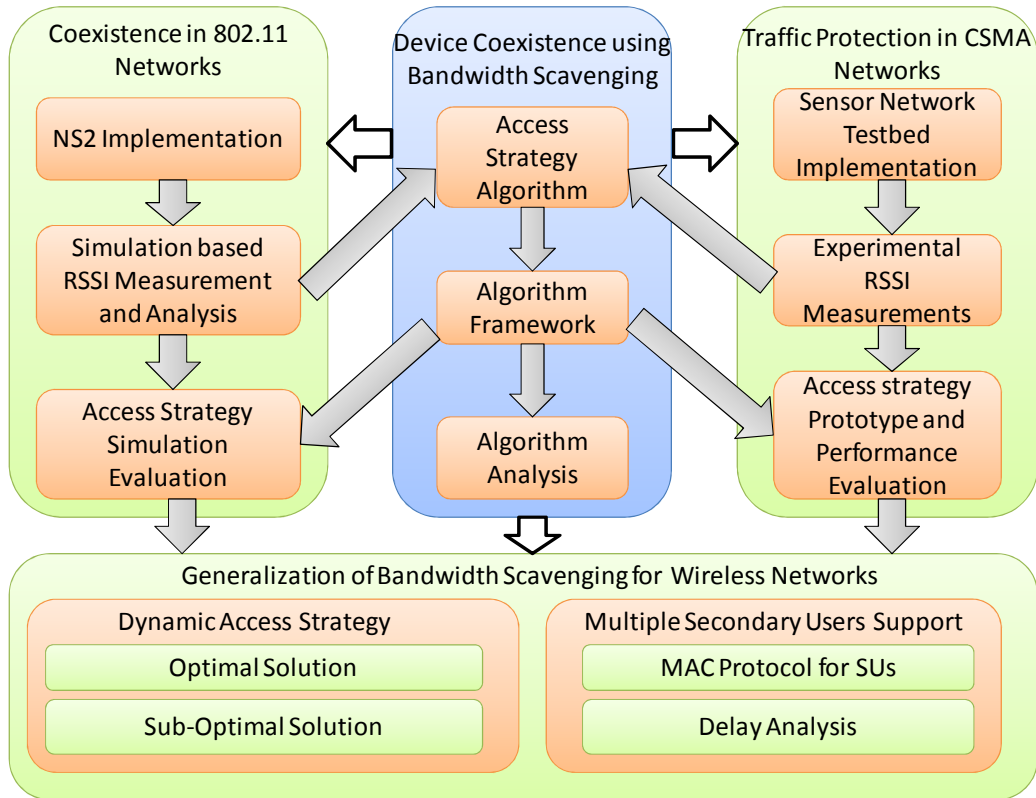 Coexistence in 802.11
Networks
NS2 Implementation
Simulation based
RSSI Measurement
and Analysis
Access Strategy
Simulation
Evaluation
Device Coexistence using
Bandwidth Scavenging
Access
Strategy
Algorithm
Algorithm
Framework
Algorithm
Analysis
Traffic Protection in CSMA
Networks
Sensor Network
Testbed
Implementation
Experimental
RSSI
Measurements
Access strategy
Prototype and
Performance
Evaluation
Generalization of Bandwidth Scavenging for Wireless Networks
Dynamic Access Strategy
Optimal Solution
Sub-Optimal Solution
Multiple Secondary Users Support
MAC Protocol for SUs
Delay Analysis